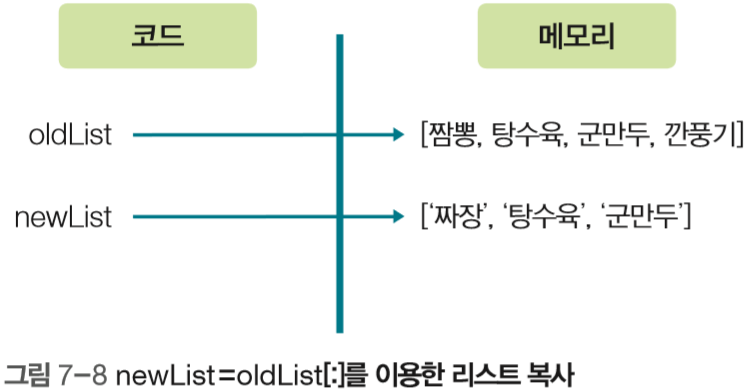 코드 메모리
oldList [짬뽕, 탕수육, 군만두, 깐풍기]
newList [‘짜장’, ‘탕수육’, ‘군만두’]
그림 7-8 newList=oldList[:]를 이용한 리스트 복사